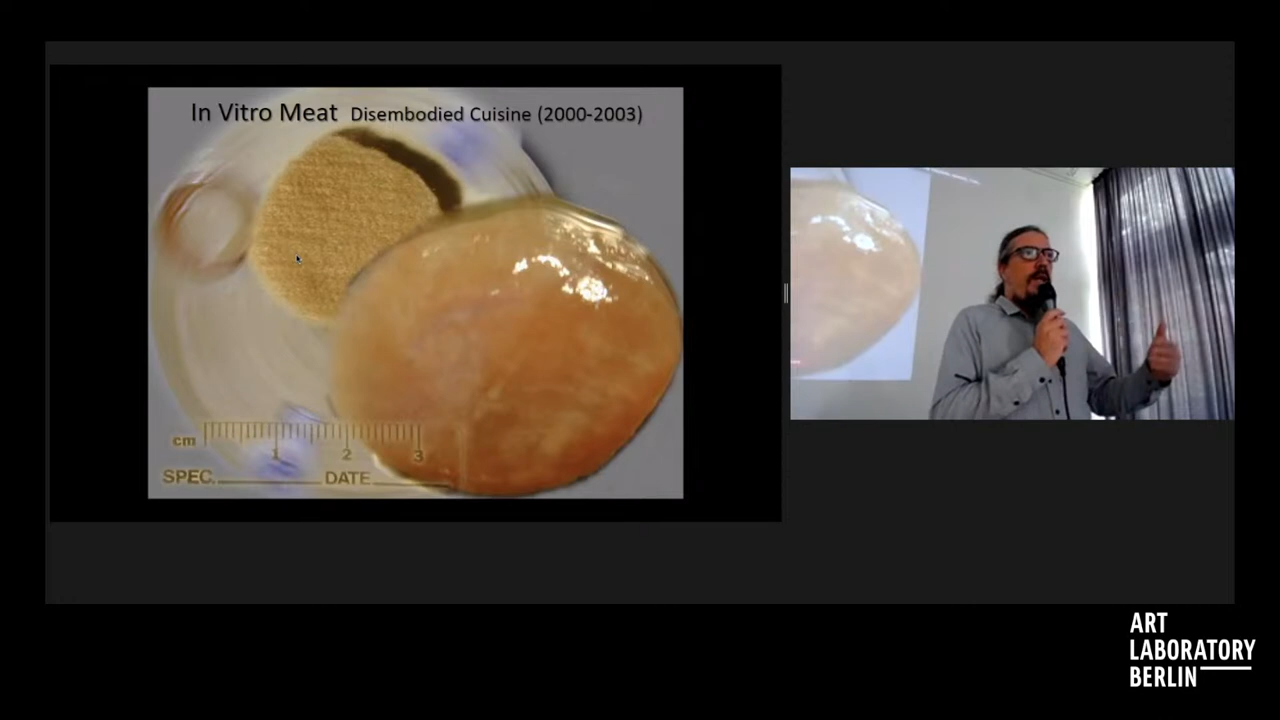 In Vitro Meat Disembodied Cuisine (2000-2003)
cm 1 2 3
SPEC. DATE
ART
LABORATORY
BERLIN